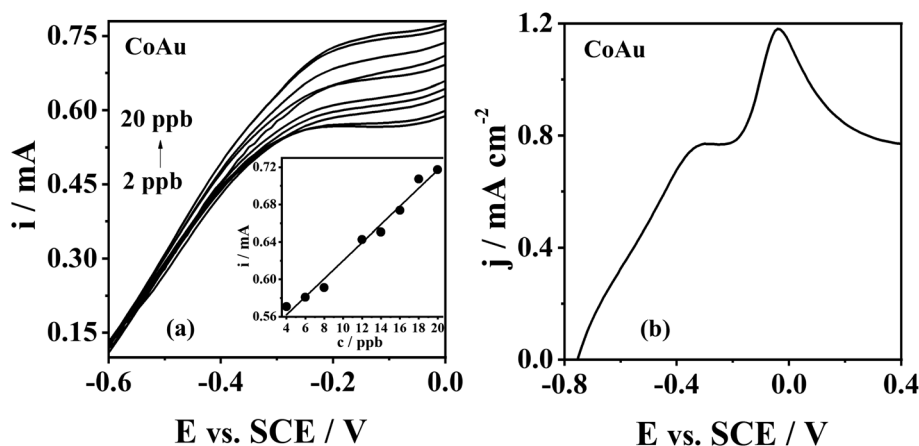 CoAu
20 ppb
2 ppb
(a)
i / mA
0.75
0.60
0.45
0.30
0.15
-0.6
-0.4
-0.2
0.0
E vs. SCE / V
i / mA
0.72
0.68
0.64
0.60
0.56
4 6 8 10 12 14 16 18 20
c / ppb
CoAu
(b)
j / mA cm⁻²
1.2
0.8
0.4
0.0
-0.8
-0.4
0.0
0.4
E vs. SCE / V